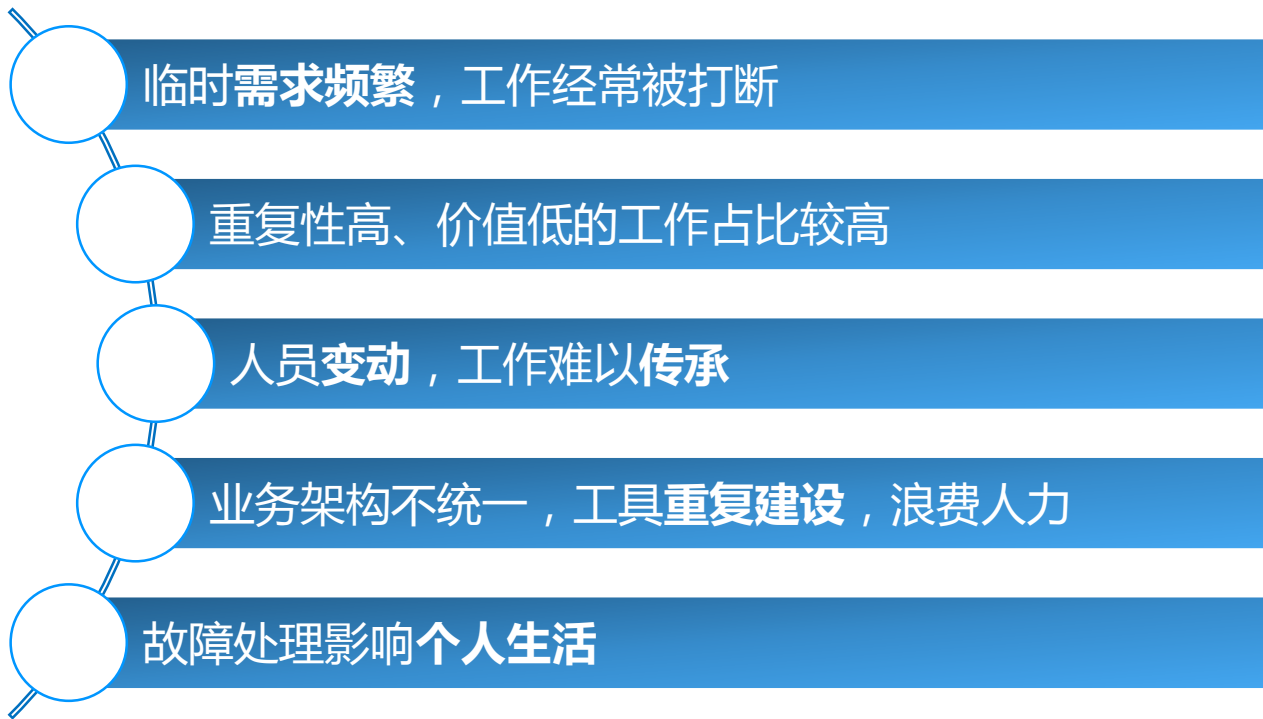 临时需求频繁，工作经常被打断
重复性高、价值低的工作占比较高
人员变动，工作难以传承
业务架构不统一，工具重复建设，浪费人力
故障处理影响个人生活